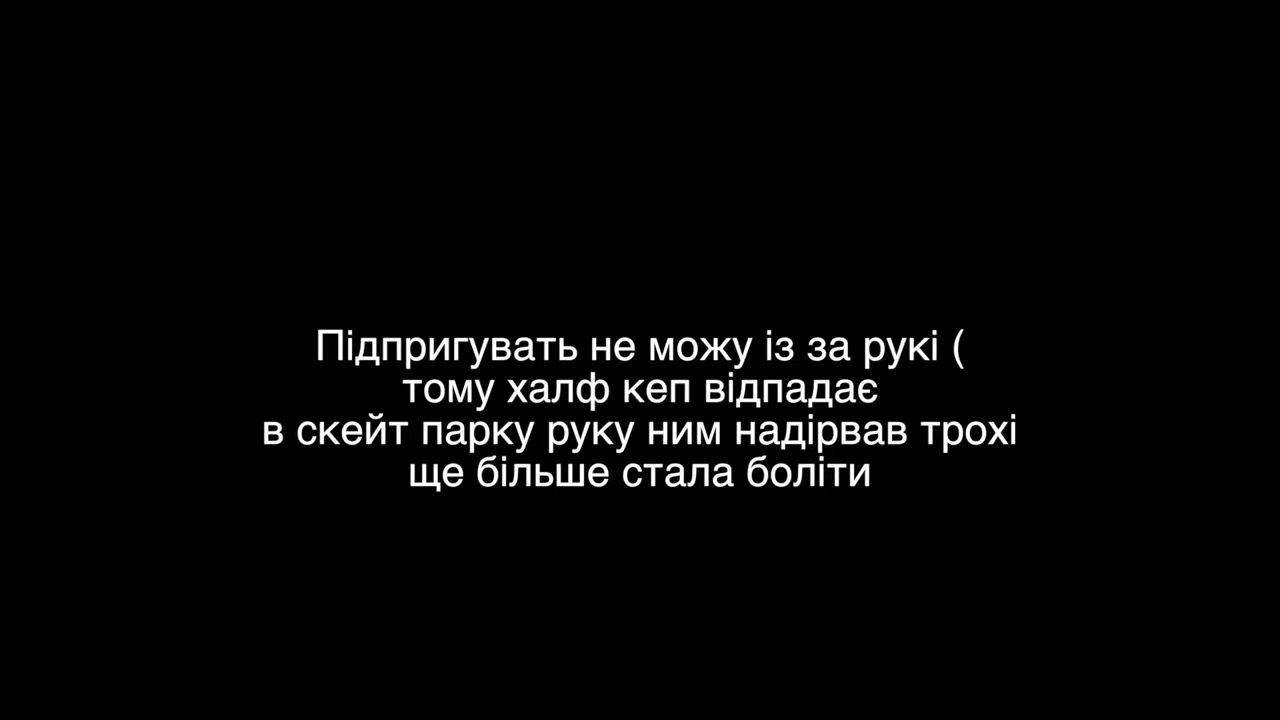 Підпригувать не можу із за рукі (
тому халф кеп відпадає
в скейт парку руку ним надірвав трохі
ще більше стала боліти